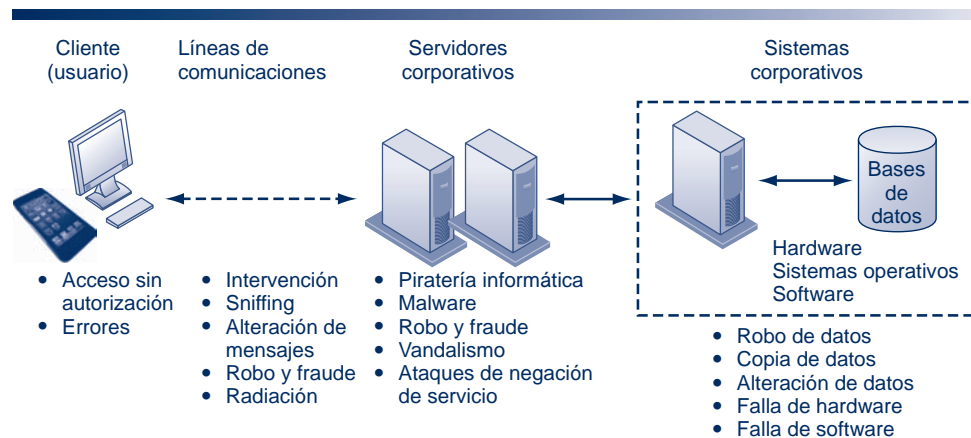 Cliente
(usuario)
Líneas de
comunicaciones
Servidores
corporativos
Sistemas
corporativos
Bases
de
datos
Hardware
Sistemas operativos
Software
• Acceso sin
autorización
• Errores
• Intervención
• Sniffing
• Alteración de
mensajes
• Robo y fraude
• Radiación
• Piratería informática
• Malware
• Robo y fraude
• Vandalismo
• Ataques de negación
de servicio
• Robo de datos
• Copia de datos
• Alteración de datos
• Falla de hardware
• Falla de software